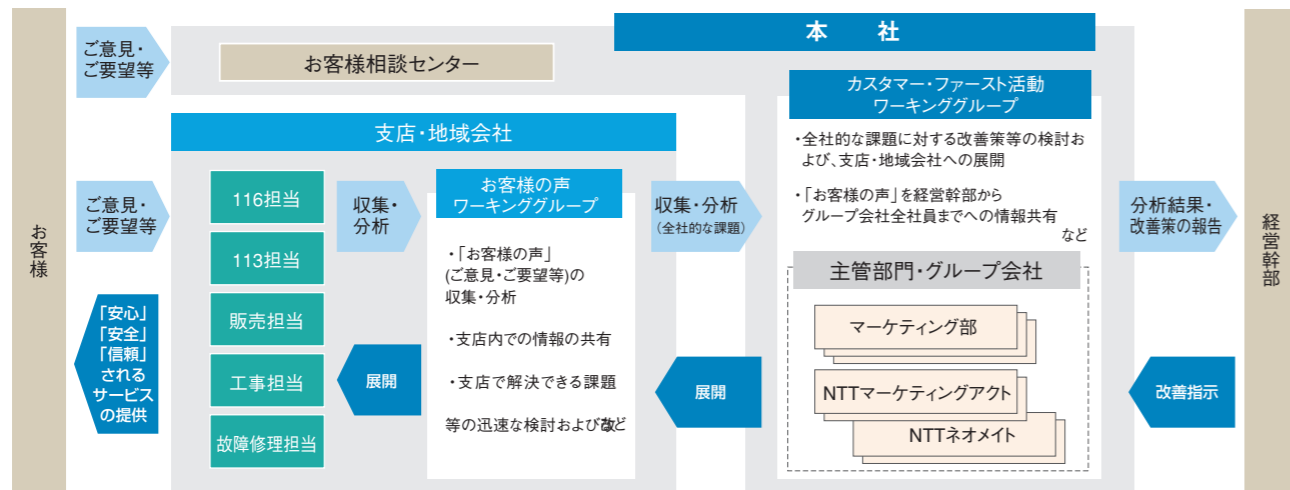 お客様
ご意見・
ご要望等
お客様相談センター
本 社
支店・地域会社
ご意見・
ご要望等
「安心」
「安全」
「信頼」
される
サービス
の提供
116担当
113担当
販売担当
工事担当
故障修理担当
収集・
分析
展開
お客様の声
ワーキンググループ
・「お客様の声」
(ご意見・ご要望等)の
収集・分析
・支店内での情報の共有
・支店で解決できる課題
等の迅速な検討および
など
収集・分析
(全社的な課題)
展開
カスタマー・ファースト活動
ワーキンググループ
・全社的な課題に対する改善策等の検討お
よび、支店・地域会社への展開
・「お客様の声」を経営幹部から
グループ会社全社員までへの情報共有
など
主管部門・グループ会社
マーケティング部
NTTマーケティングアクト
NTTネオメイト
分析結果・
改善策の報告
改善指示
経営幹部